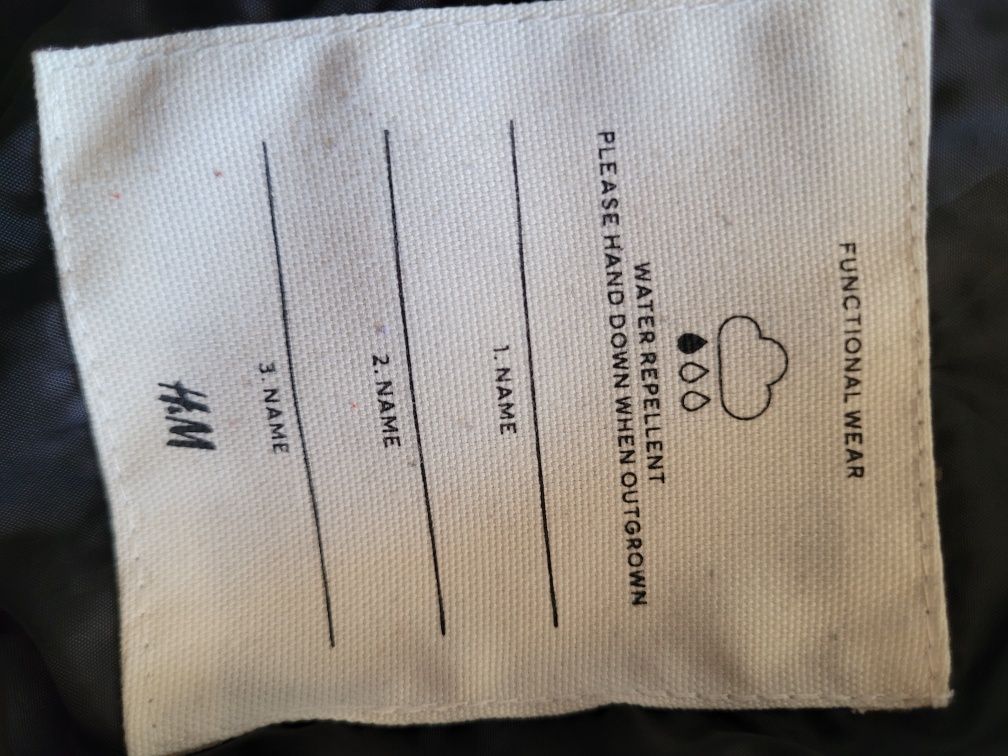 FUNCTIONAL WEAR
WATER REPELLENT
PLEASE HAND DOWN WHEN OUTGROWN
1. NAME
2. NAME
3. NAME
H&M